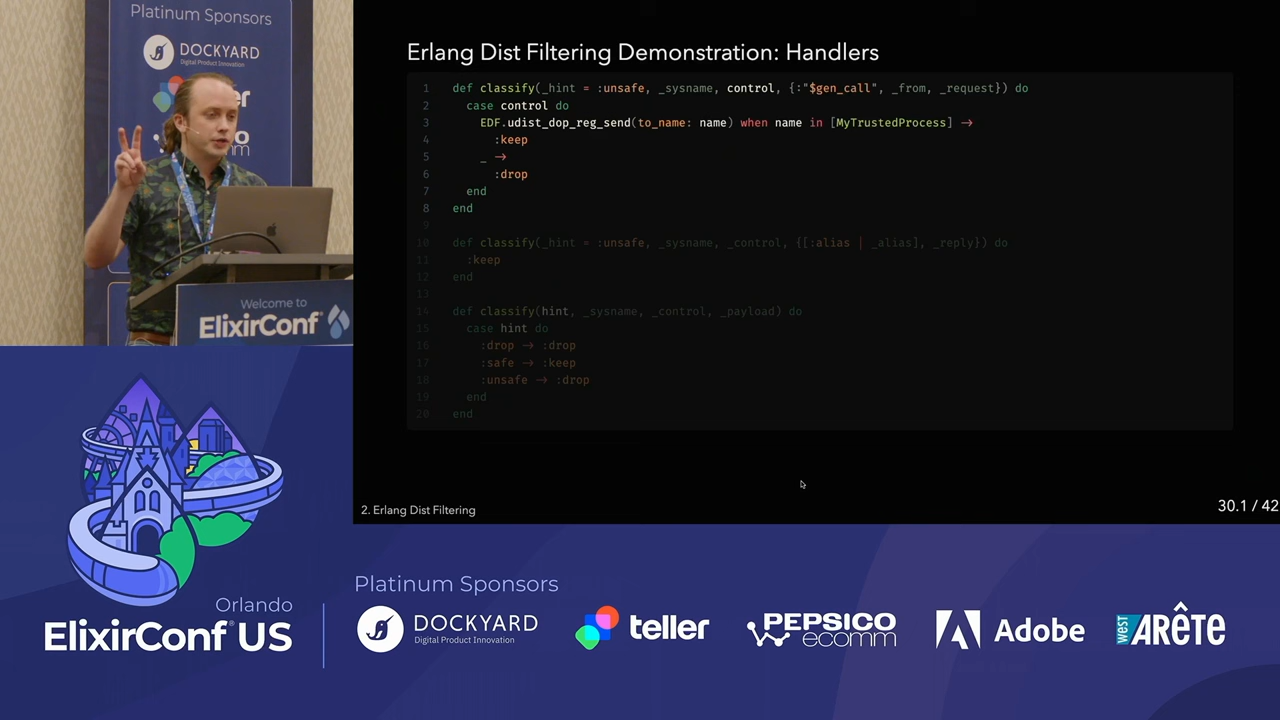 Platinum Sponsors
DOCKYARD
Digital Product Innovation
Welcome to
ElixirConf
Erlang Dist Filtering Demonstration: Handlers
1 def classify(_hint = :unsafe, _sysname, control, {:"$gen_call", _from, _request}) do
2 case control do
3 EDF.udist_dop_reg_send(to_name: name) when name in [MyTrustedProcess] →
4 :keep
5 _ →
6 :drop
7 end
8 end
9
10 def classify(_hint = :unsafe, _sysname, _control, {[:alias | _alias], _reply}) do
11 :keep
12 end
13
14 def classify(hint, _sysname, _control, _payload) do
15 case hint do
16 :drop → :drop
17 :safe → :keep
18 :unsafe → :drop
19 end
20 end
2. Erlang Dist Filtering
30.1 / 42
Orlando
ElixirConf® US
Platinum Sponsors
DOCKYARD
Digital Product Innovation
teller
PEPSICO
ecomm
Adobe
west ARÊTE